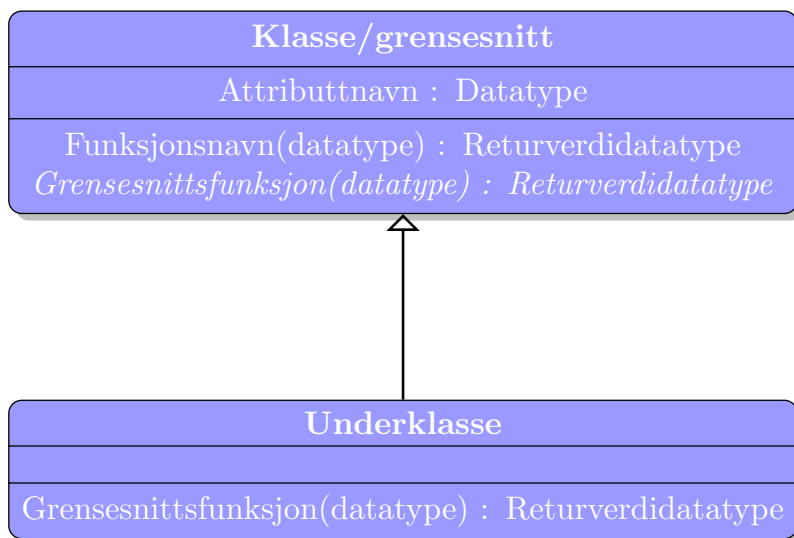 Klasse/grensesnitt
Attributtnavn : Datatype
Funksjonsnavn(datatype) : Returverdidatatype
Grensesnittsfunksjon(datatype) : Returverdidatatype
Underklasse
Grensesnittsfunksjon(datatype) : Returverdidatatype